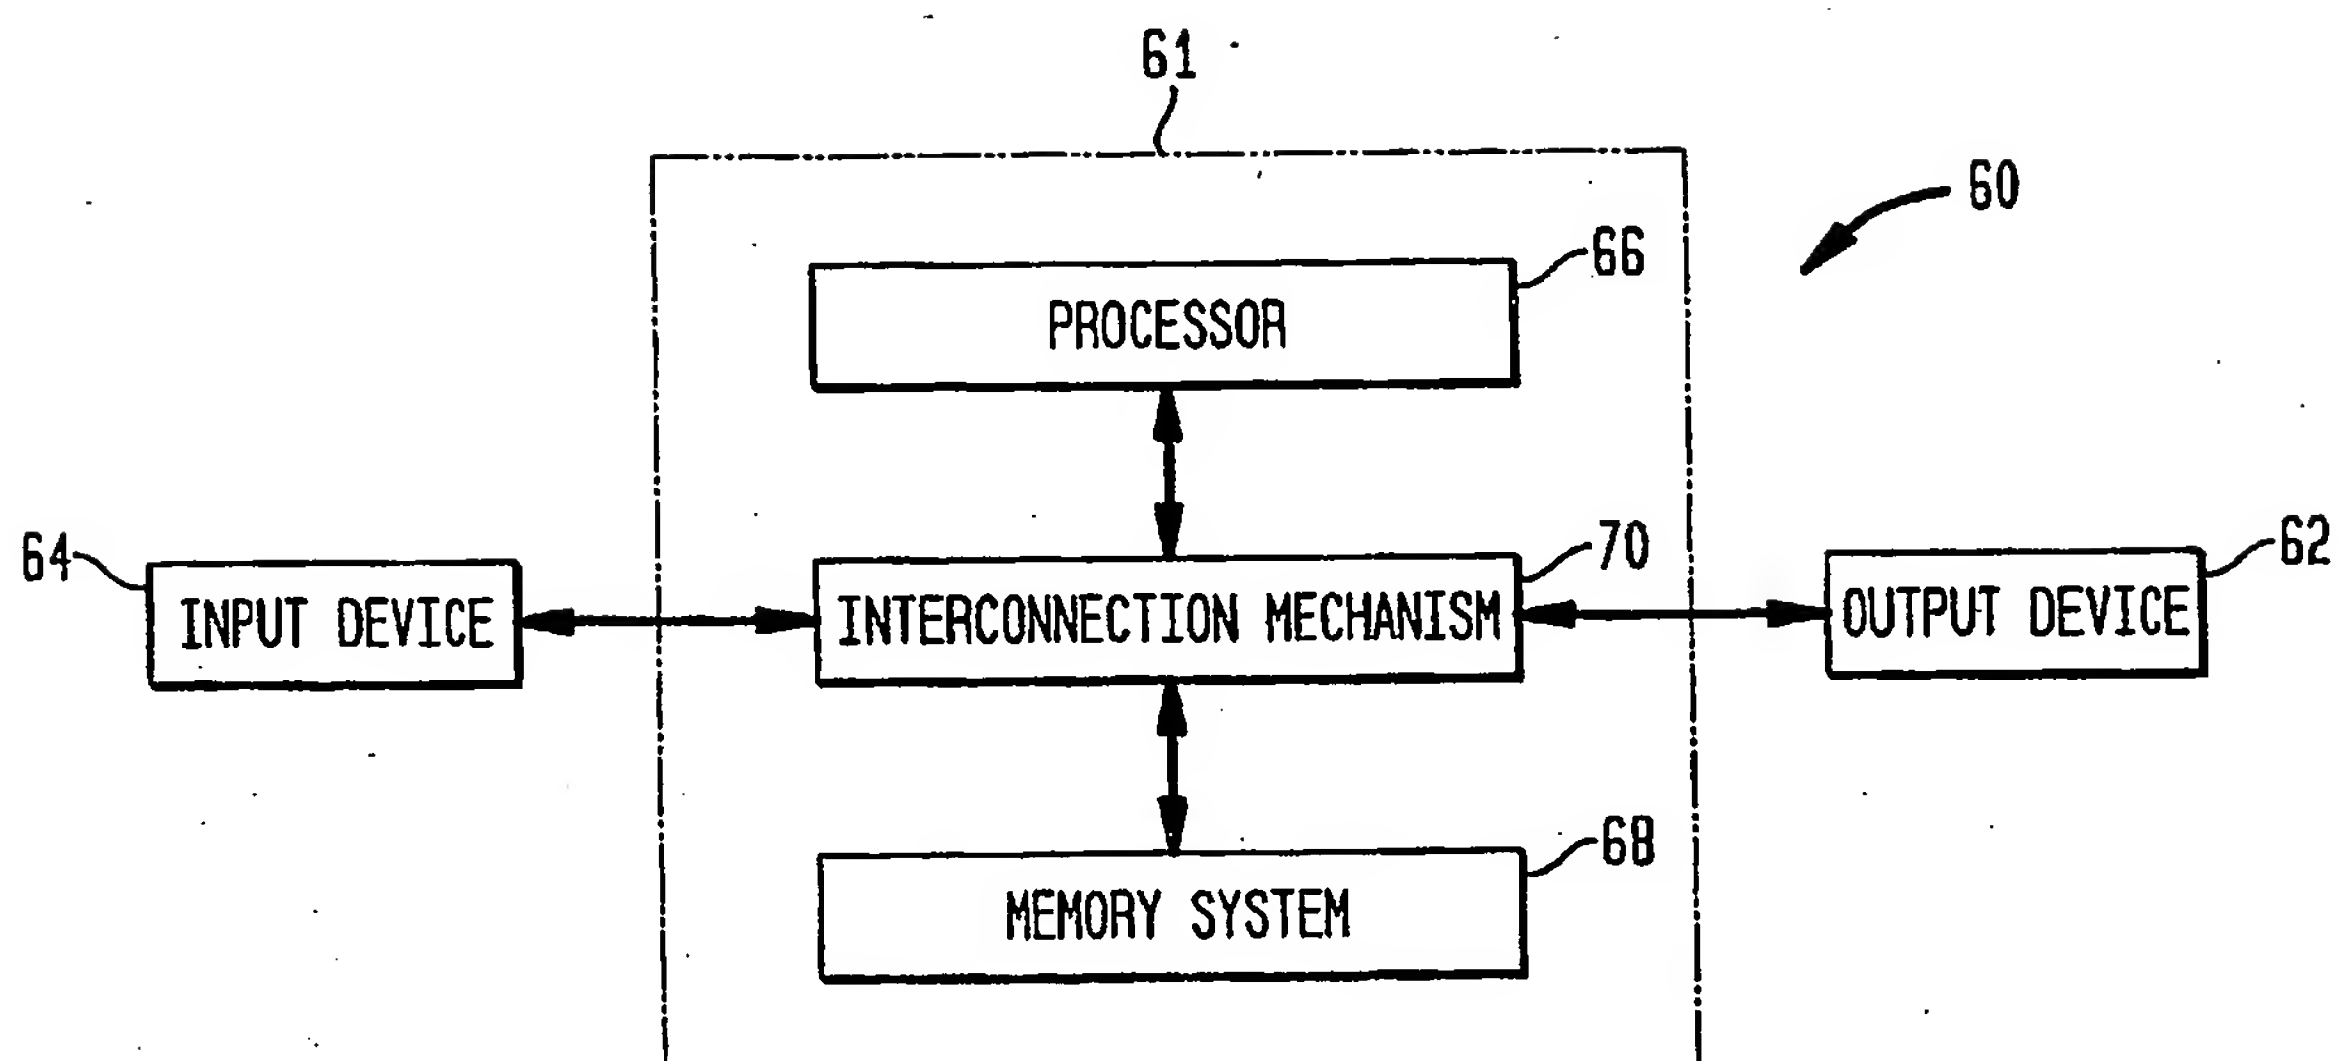 61
60
66
PROCESSOR
64
INPUT DEVICE
70
INTERCONNECTION MECHANISM
62
OUTPUT DEVICE
68
MEMORY SYSTEM